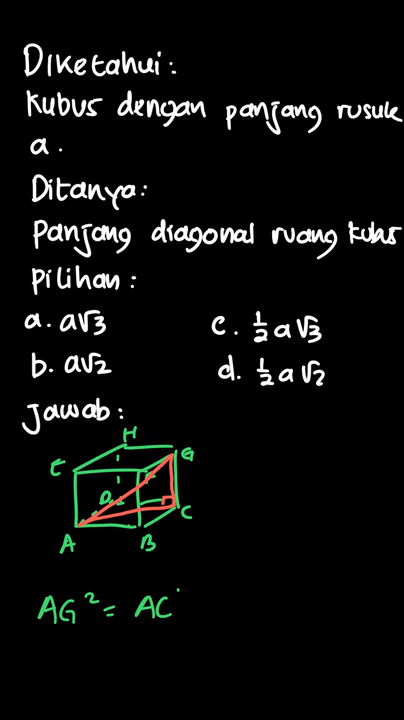 Diketahui:
Kubus dengan panjang rusuk
a.
Ditanya:
Panjang diagonal ruang kubus
Pilihan:
a. a√3
c. ½ a √3
b. a√2
d. ½ a √2
Jawab:
H
E
G
D
C
A
B
AG² = AC